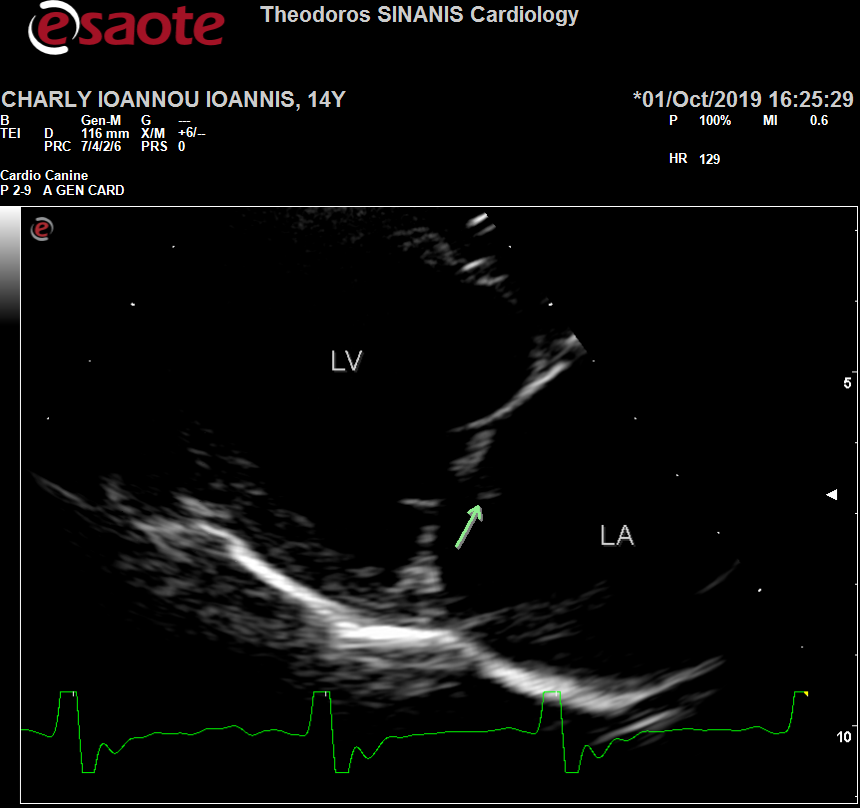 esaote
Theodoros SINANIS Cardiology
CHARLY IOANNOU IOANNIS, 14Y *01/Oct/2019 16:25:29
B Gen-M G --- P 100% MI 0.6
TEI D 116 mm X/M +6/--
PRC 7/4/2/6 PRS 0
HR 129
Cardio Canine
P 2-9 A GEN CARD
e
LV
5
LA
10